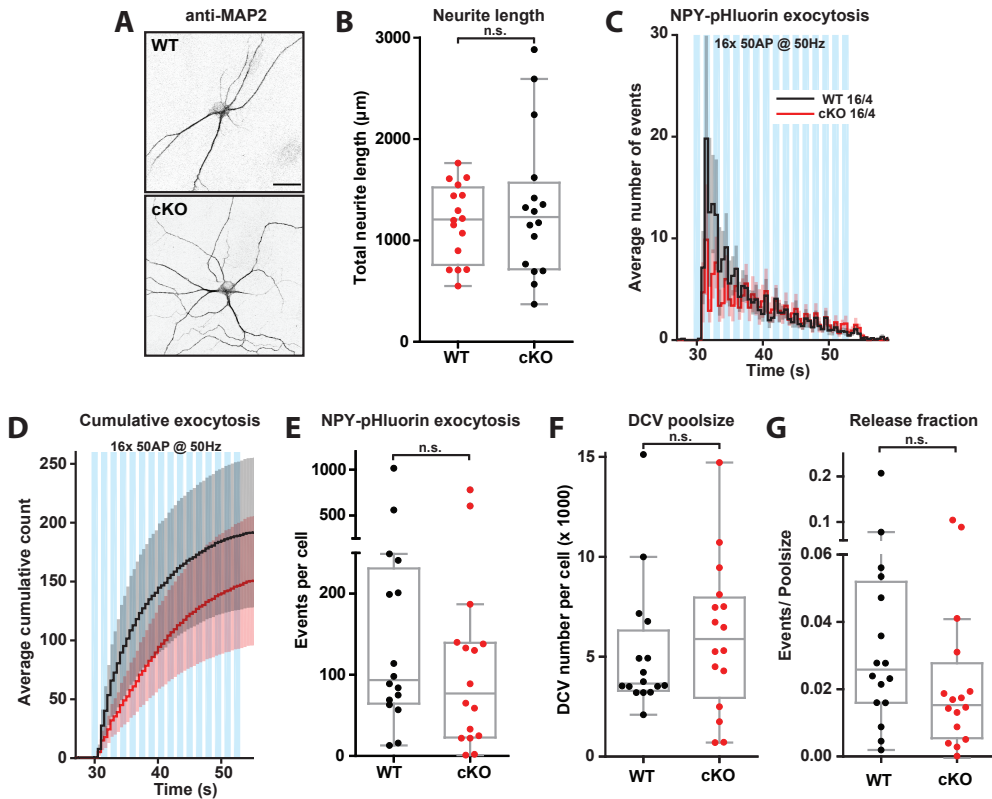 A
anti-MAP2
WT
cKO
B
Neurite length
n.s.
Total neurite length (µm)
3000
2000
1000
0
WT
cKO
C
NPY-pHluorin exocytosis
16x 50AP @ 50Hz
WT 16/4
cKO 16/4
Average number of events
30
20
10
0
30
40
50
Time (s)
D
Cumulative exocytosis
16x 50AP @ 50Hz
Average cumulative count
250
200
150
100
50
0
30
40
50
Time (s)
E
NPY-pHluorin exocytosis
n.s.
Events per cell
1000
500
200
100
0
WT
cKO
F
DCV poolsize
n.s.
DCV number per cell (x 1000)
15
10
5
0
WT
cKO
G
Release fraction
n.s.
Events/ Poolsize
0.2
0.1
0.06
0.04
0.02
0.00
WT
cKO